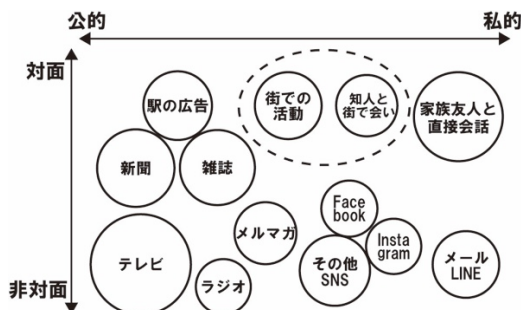 公的
私的
対面
駅の広告
街での
活動
知人と
街で会い
家族友人と
直接会話
新聞
雑誌
Face
book
メルマガ
Insta
gram
テレビ
ラジオ
その他
SNS
メール
LINE
非対面